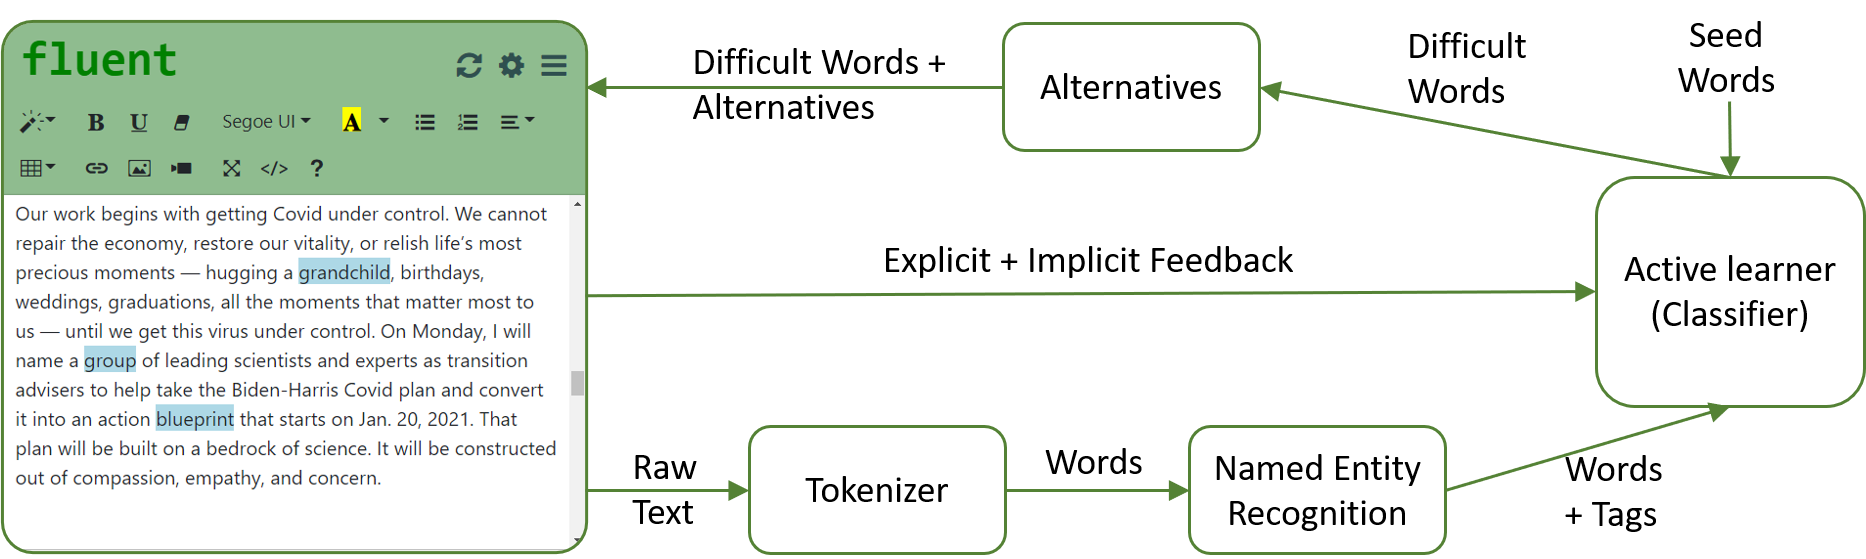 fluent
B U Segoe UI A
</> ?
Our work begins with getting Covid under control. We cannot
repair the economy, restore our vitality, or relish life's most
precious moments — hugging a grandchild, birthdays,
weddings, graduations, all the moments that matter most to
us — until we get this virus under control. On Monday, I will
name a group of leading scientists and experts as transition
advisers to help take the Biden-Harris Covid plan and convert
it into an action blueprint that starts on Jan. 20, 2021. That
plan will be built on a bedrock of science. It will be constructed
out of compassion, empathy, and concern.
Difficult Words +
Alternatives
Alternatives
Difficult
Words
Seed
Words
Explicit + Implicit Feedback
Active learner
(Classifier)
Raw
Text
Tokenizer
Words
Named Entity
Recognition
Words
+ Tags